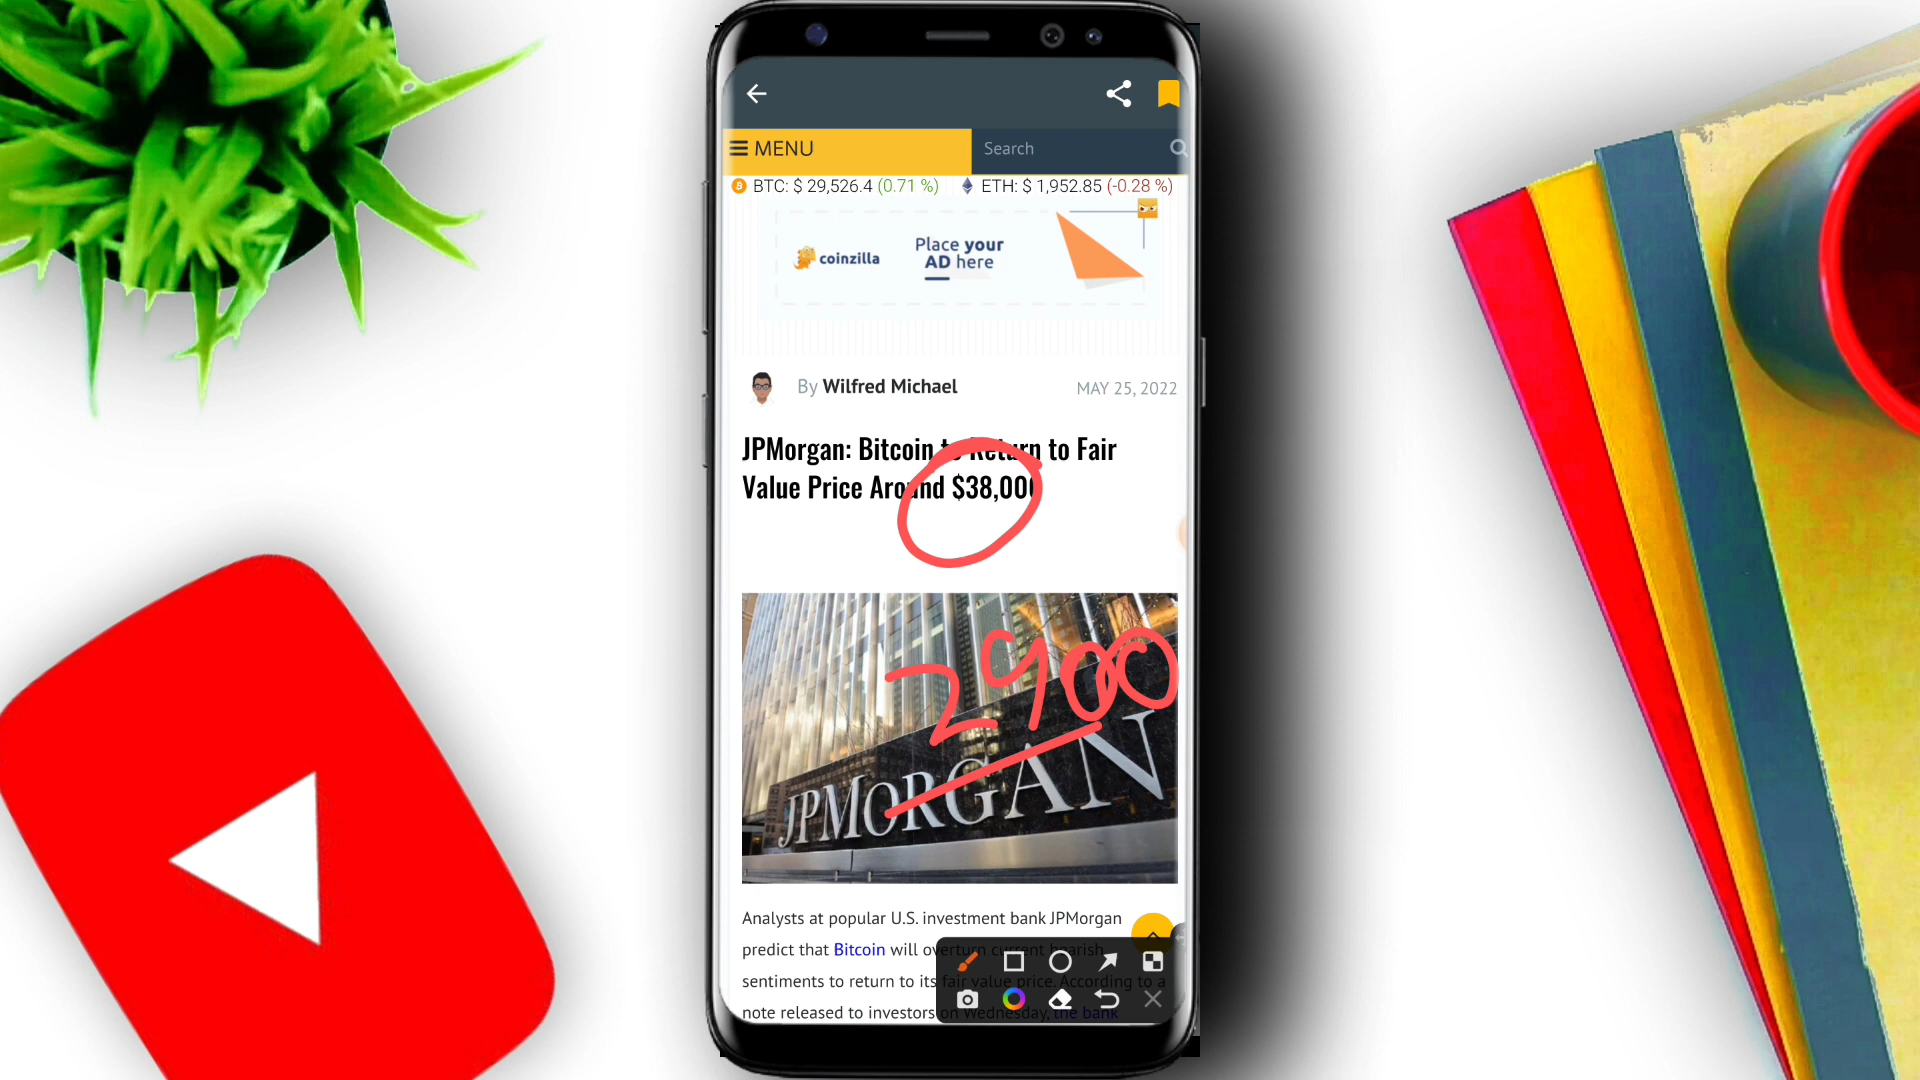 MENU
Search
BTC: $ 29,526.4 (0.71 %) ETH: $ 1,952.85 (-0.28 %)
coinzilla
Place your
AD here
By Wilfred Michael
MAY 25, 2022
JPMorgan: Bitcoin to Return to Fair
Value Price Around $38,000
2900
JPMORGAN
Analysts at popular U.S. investment bank JPMorgan
predict that Bitcoin will overturn current bearish
sentiments to return to its fair value price. According to a
note released to investors on Wednesday, the bank